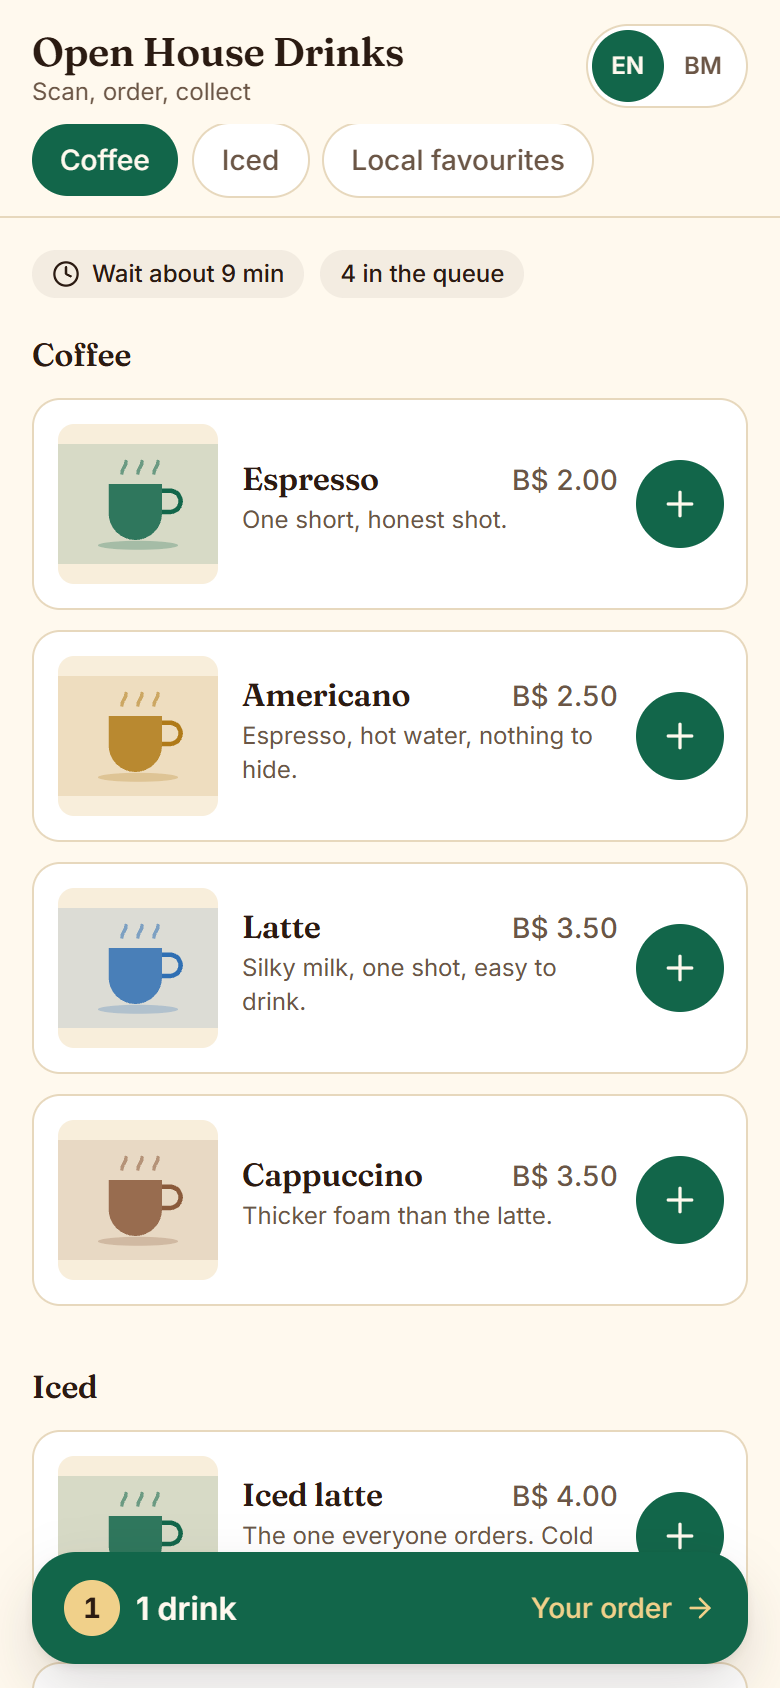 Open House Drinks
Scan, order, collect
EN
BM
Coffee
Iced
Local favourites
Wait about 9 min
4 in the queue
Coffee
Espresso
B$ 2.00
One short, honest shot.
Americano
B$ 2.50
Espresso, hot water, nothing to
hide.
Latte
B$ 3.50
Silky milk, one shot, easy to
drink.
Cappuccino
B$ 3.50
Thicker foam than the latte.
Iced
Iced latte
B$ 4.00
The one everyone orders. Cold
1
1 drink
Your order